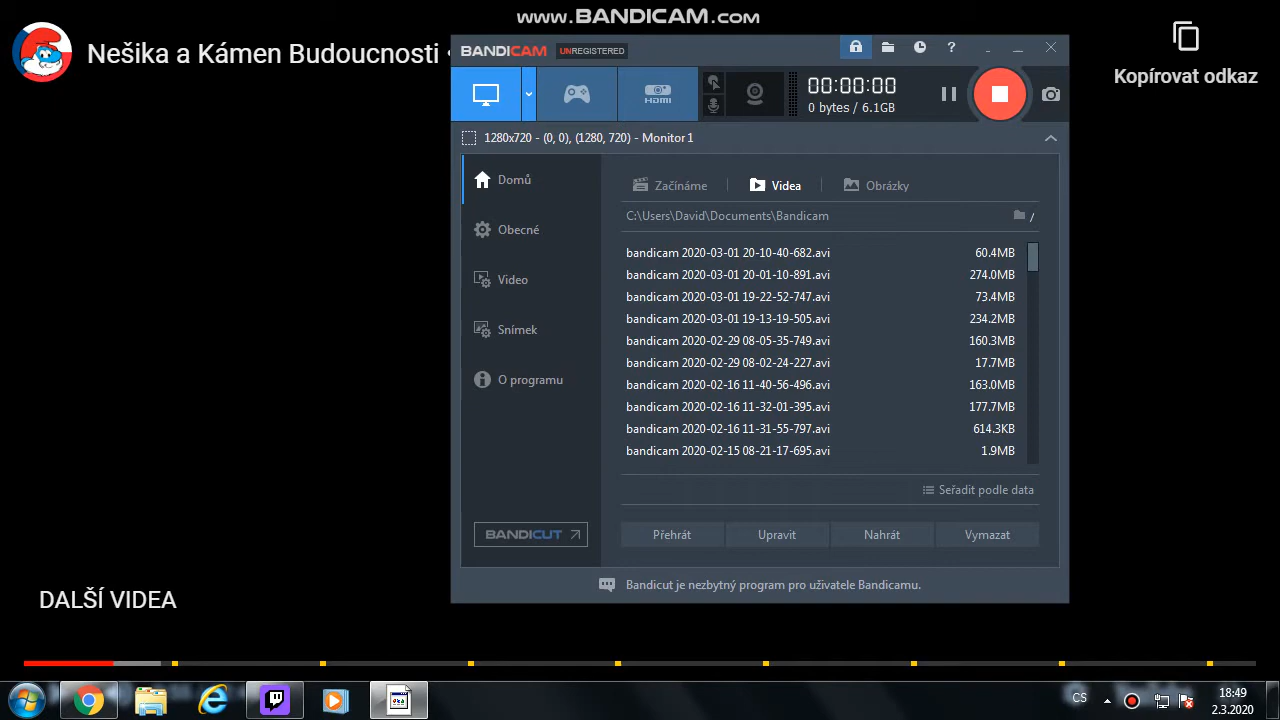 www.BANDICAM.com
Nešika a Kámen Budoucnosti •
Kopírovat odkaz
BANDICAM UNREGISTERED
?
HDMI
00:00:00
0 bytes / 6.1GB
1280x720 - (0, 0), (1280, 720) - Monitor 1
Domů
Obecné
Video
Snímek
O programu
BANDICUT
Začínáme
Videa
Obrázky
C:\Users\David\Documents\Bandicam
/
bandicam 2020-03-01 20-10-40-682.avi 60.4MB
bandicam 2020-03-01 20-01-10-891.avi 274.0MB
bandicam 2020-03-01 19-22-52-747.avi 73.4MB
bandicam 2020-03-01 19-13-19-505.avi 234.2MB
bandicam 2020-02-29 08-05-35-749.avi 160.3MB
bandicam 2020-02-29 08-02-24-227.avi 17.7MB
bandicam 2020-02-16 11-40-56-496.avi 163.0MB
bandicam 2020-02-16 11-32-01-395.avi 177.7MB
bandicam 2020-02-16 11-31-55-797.avi 614.3KB
bandicam 2020-02-15 08-21-17-695.avi 1.9MB
Seřadit podle data
Přehrát
Upravit
Nahrát
Vymazat
Bandicut je nezbytný program pro uživatele Bandicamu.
DALŠÍ VIDEA
CS
18:49
2.3.2020